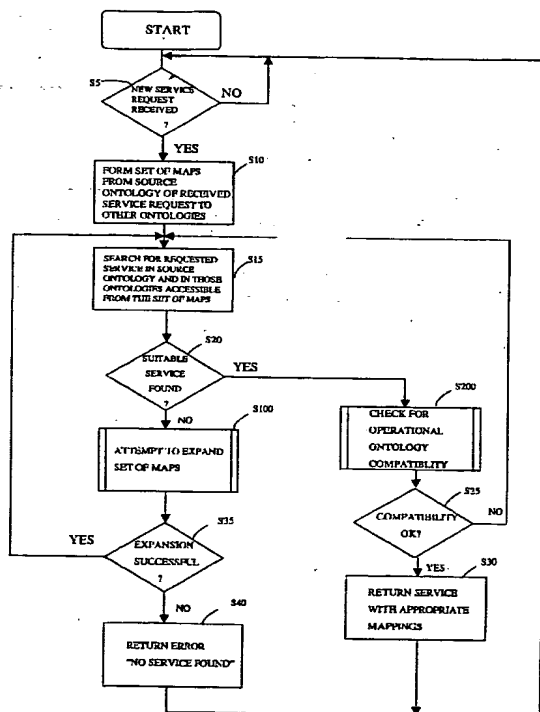 START
S5
NEW SERVICE
REQUEST
RECEIVED
?
NO
YES
S10
FORM SET OF MAPS
FROM SOURCE
ONTOLOGY OF RECEIVED
SERVICE REQUEST TO
OTHER ONTOLOGIES
S15
SEARCH FOR REQUESTED
SERVICE IN SOURCE
ONTOLOGY AND IN THOSE
ONTOLOGIES ACCESSIBLE
FROM THE SET OF MAPS
S20
SUITABLE
SERVICE
FOUND
?
YES
NO
S100
ATTEMPT TO EXPAND
SET OF MAPS
S200
CHECK FOR
OPERATIONAL
ONTOLOGY
COMPATIBLITY
S25
COMPATIBILITY
OK?
NO
YES
S35
EXPANSION
SUCCESSFUL
?
YES
NO
S30
RETURN SERVICE
WITH APPROPRIATE
MAPPINGS
S40
RETURN ERROR
"NO SERVICE FOUND"